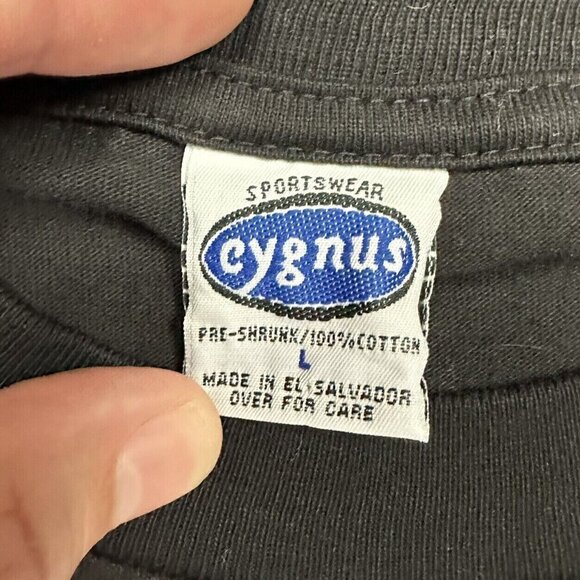 SPORTSWEAR
cygnus
PRE-SHRUNK/100%COTTON
L
MADE IN EL.SALVADOR
OVER FOR CARE